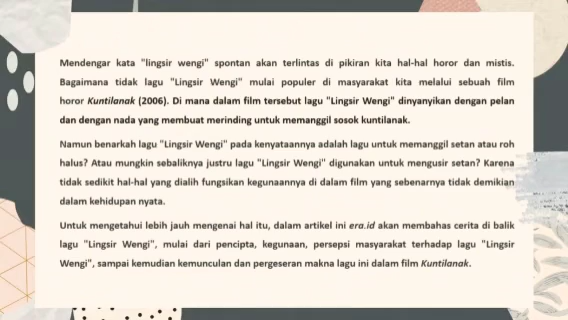 Mendengar kata "lingsir wengi" spontan akan terlintas di pikiran kita hal-hal horor dan mistis.
Bagaimana tidak lagu "Lingsir Wengi" mulai populer di masyarakat kita melalui sebuah film
horor Kuntilanak (2006). Di mana dalam film tersebut lagu "Lingsir Wengi" dinyanyikan dengan pelan
dan dengan nada yang membuat merinding untuk memanggil sosok kuntilanak.
Namun benarkah lagu "Lingsir Wengi" pada kenyataannya adalah lagu untuk memanggil setan atau roh
halus? Atau mungkin sebaliknya justru lagu "Lingsir Wengi" digunakan untuk mengusir setan? Karena
tidak sedikit hal-hal yang dialih fungsikan kegunaannya di dalam film yang sebenarnya tidak demikian
dalam kehidupan nyata.
Untuk mengetahui lebih jauh mengenai hal itu, dalam artikel ini era.id akan membahas cerita di balik
lagu "Lingsir Wengi", mulai dari pencipta, kegunaan, persepsi masyarakat terhadap lagu "Lingsir
Wengi", sampai kemudian kemunculan dan pergeseran makna lagu ini dalam film Kuntilanak.